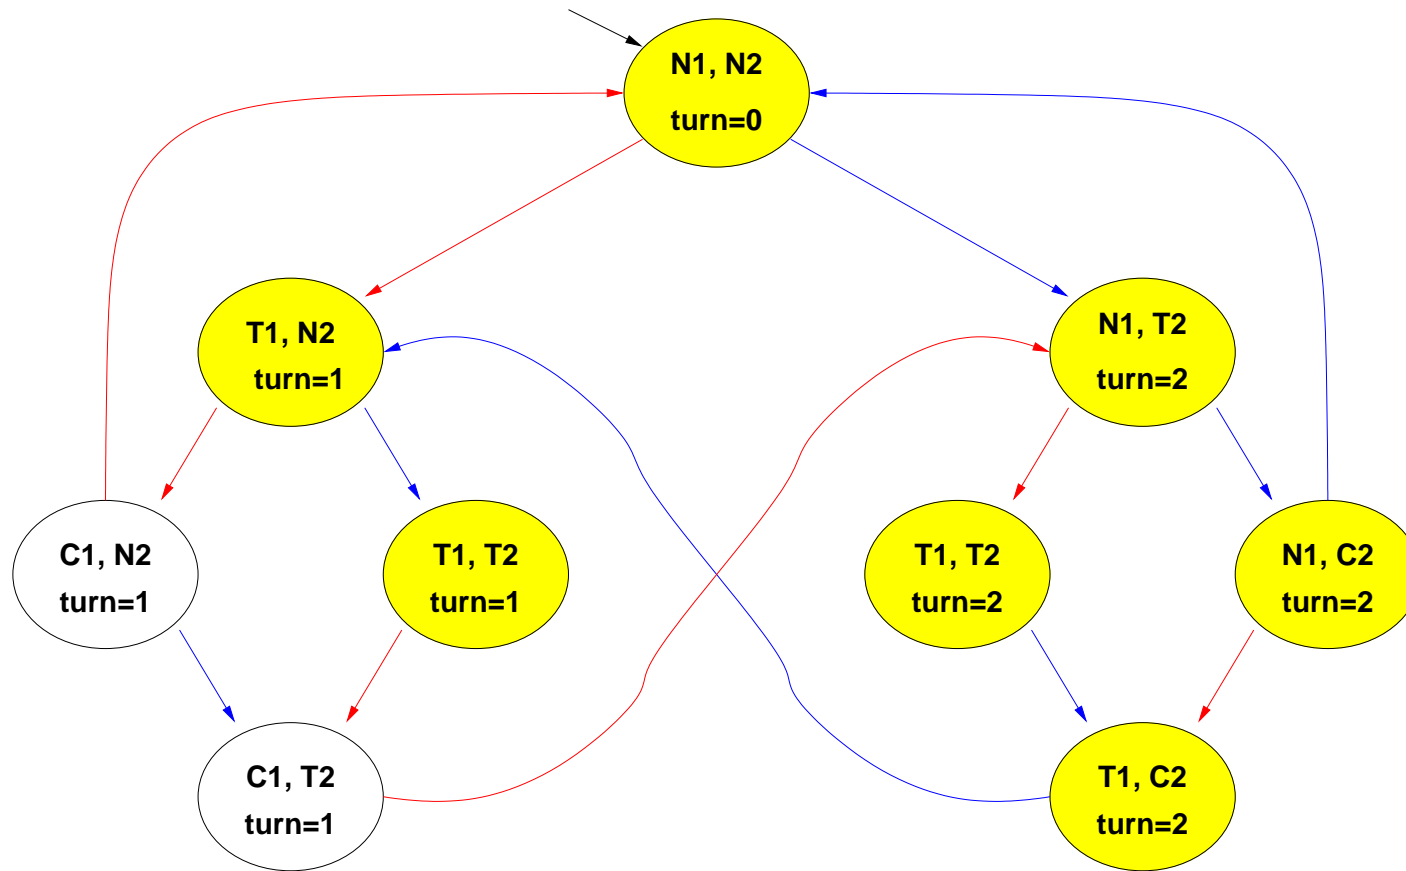 N1, N2
turn=0
T1, N2
turn=1
N1, T2
turn=2
C1, N2
turn=1
T1, T2
turn=1
T1, T2
turn=2
N1, C2
turn=2
C1, T2
turn=1
T1, C2
turn=2